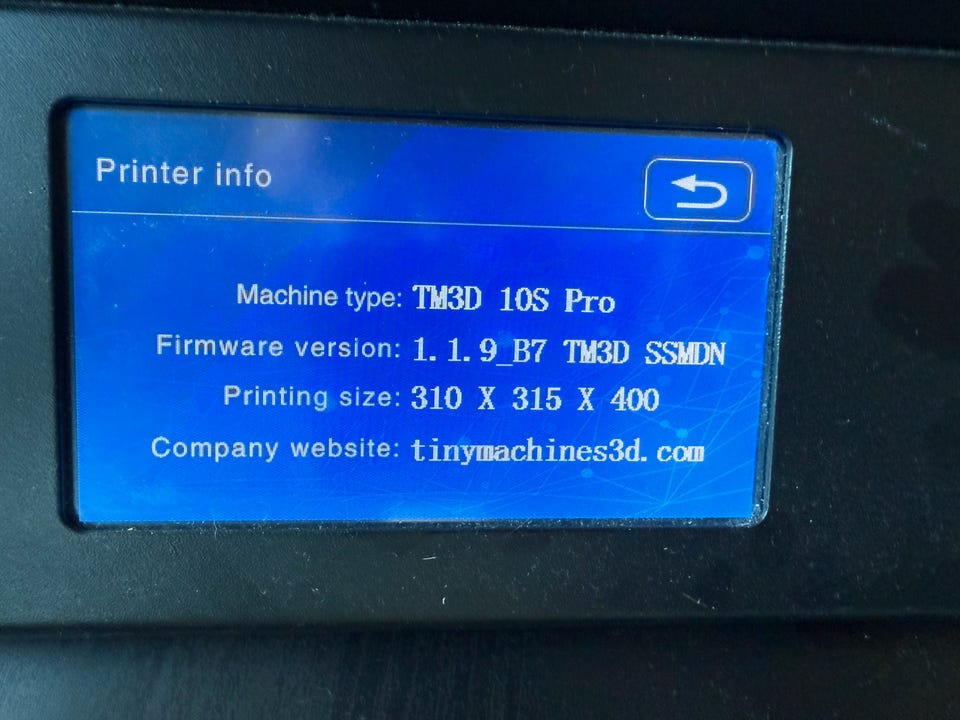 Printer info
Machine type: TM3D 10S Pro
Firmware version: 1.1.9_B7 TM3D SSMDN
Printing size: 310 X 315 X 400
Company website: tinymachines3d.com